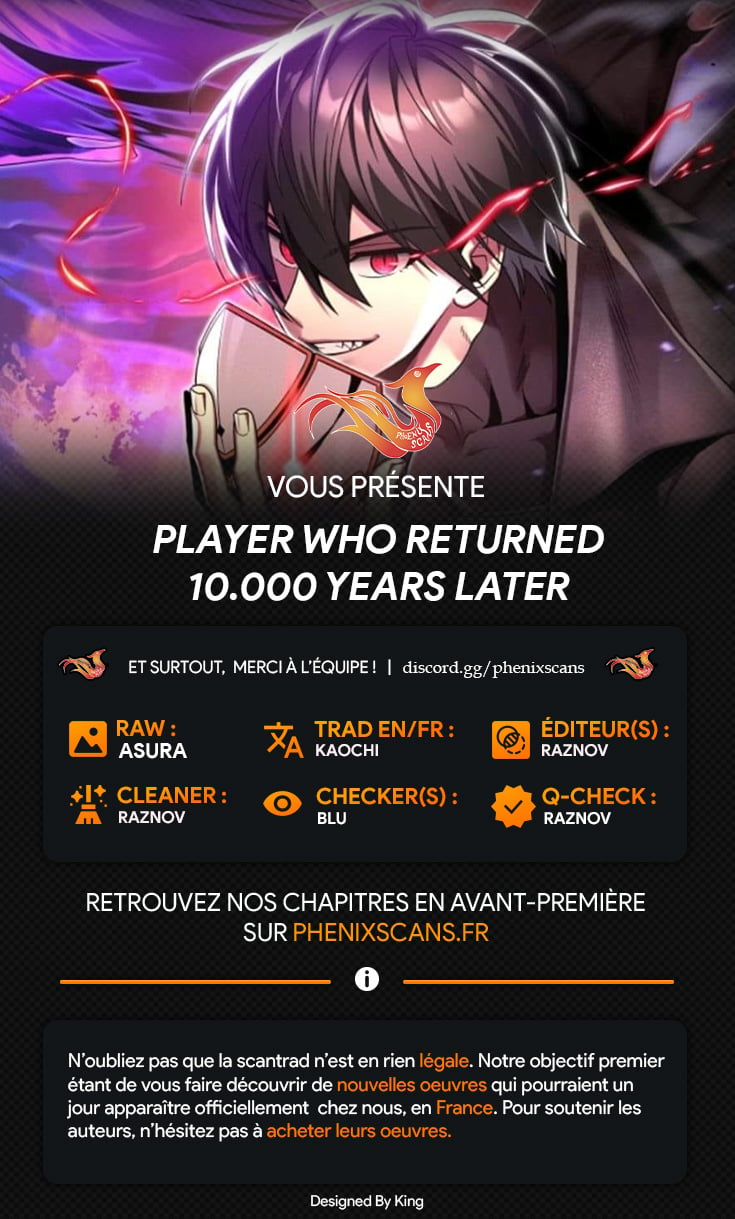 PHOENIX
SCANS
VOUS PRÉSENTE
PLAYER WHO RETURNED
10.000 YEARS LATER
ET SURTOUT, MERCI À L'ÉQUIPE ! | discord.gg/phenixscans
RAW :
ASURA
TRAD EN/FR :
KAOCHI
ÉDITEUR(S) :
RAZNOV
CLEANER :
RAZNOV
CHECKER(S) :
BLU
Q-CHECK :
RAZNOV
RETROUVEZ NOS CHAPITRES EN AVANT-PREMIÈRE
SUR PHENIXSCANS.FR
N'oubliez pas que la scantrad n'est en rien légale. Notre objectif premier
étant de vous faire découvrir de nouvelles oeuvres qui pourraient un
jour apparaître officiellement chez nous, en France. Pour soutenir les
auteurs, n'hésitez pas à acheter leurs oeuvres.
Designed By King